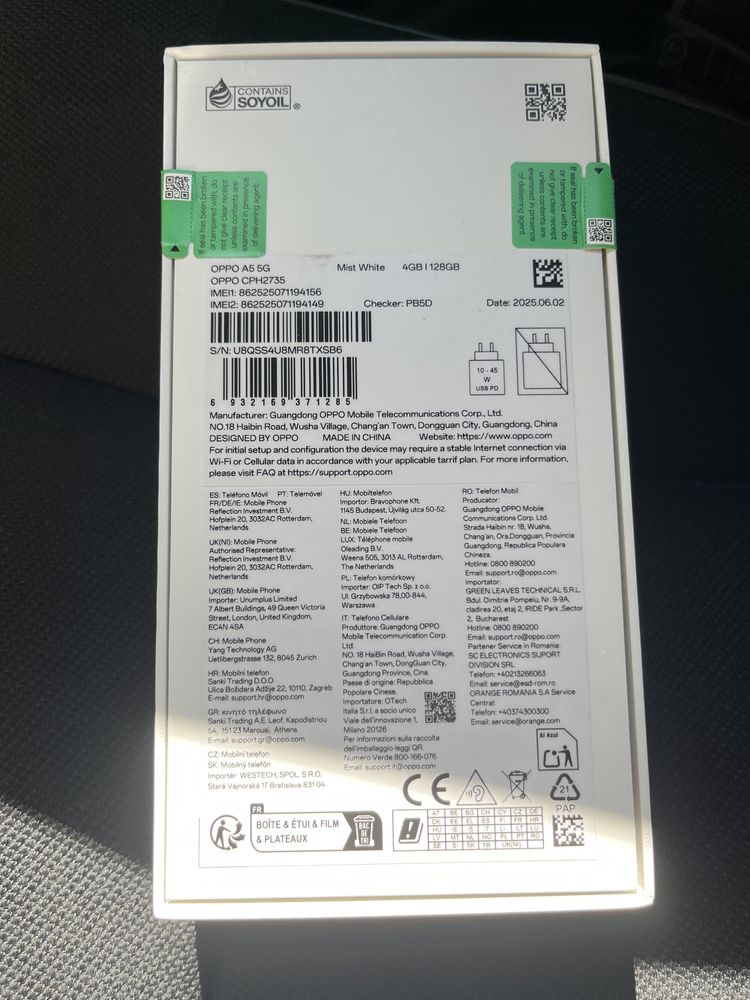 CONTAINS
SOYOIL®
If seal has been broken
or tampered with, do
not give clear receipt
unless contents are
examined in presence
of delivering agent.
If seal has been broken
or tampered with, do
not give clear receipt
unless contents are
examined in presence
of delivering agent.
OPPO A5 5G Mist White 4GB | 128GB
OPPO CPH2735
IMEI1: 862525071194156
IMEI2: 862525071194149 Checker: PB5D Date: 2025.06.02
S/N: U8QSS4U8MR8TXSB6
10 - 45
W
USB PD
6 932169 371285
Manufacturer: Guangdong OPPO Mobile Telecommunications Corp., Ltd.
NO.18 Haibin Road, Wusha Village, Chang'an Town, Dongguan City, Guangdong, China
DESIGNED BY OPPO MADE IN CHINA Website: https://www.oppo.com
For initial setup and configuration the device may require a stable Internet connection via
Wi-Fi or Cellular data in accordance with your applicable tarrif plan. For more information,
please visit FAQ at https://support.oppo.com
ES: Teléfono Móvil PT: Telemóvel
FR/DE/IE: Mobile Phone
Reflection Investment B.V.
Hofplein 20, 3032AC Rotterdam,
Netherlands
UK(NI): Mobile Phone
Authorised Representative:
Reflection Investment B.V.
Hofplein 20, 3032AC Rotterdam,
Netherlands
UK(GB): Mobile Phone
Importer: Unumplus Limited
7 Albert Buildings, 49 Queen Victoria
Street, London, United Kingdom,
EC4N 4SA
CH: Mobile Phone
Yang Technology AG
Uetlibergstrasse 132, 8045 Zurich
HR: Mobilni telefon
Sanki Trading D.O.O
Ulica Božidara Adžije 22, 10110, Zagreb
E-mail: support.hr@oppo.com
GR: κινητό τηλέφωνο
Sanki Trading A.E. Leof. Kapodistriou
54, 151 23 Marousi, Athens
E-mail: support.gr@oppo.com
CZ: Mobilní telefon
SK: Mobilný telefón
Importér: WESTECH, SPOL. S R.O.
Stará Vajnorská 17 Bratislava 831 04
HU: Mobiltelefon
Importer: Bravophone Kft.
1145 Budapest, Újvilág utca 50-52.
NL: Mobiele Telefoon
BE: Mobiele Telefoon
LUX: Téléphone mobile
Oleading B.V.
Weena 505, 3013 AL Rotterdam,
The Netherlands
PL: Telefon komórkowy
Importer: OIP Tech Sp. z o.o.
Ul. Grzybowska 78,00-844,
Warszawa
IT: Telefono Cellulare
Produttore: Guangdong OPPO
Mobile Telecommunications Corp.
Ltd.
NO. 18 HaiBin Road, Wusha Village,
Chang'an Town, DongGuan City,
Guangdong Province, Cina.
Paese di origine: Repubblica
Popolare Cinese.
Importatore: OTech
Italia S.r.l. a socio unico
Viale dell'innovazione 1,
Milano 20126
Per informazioni sulla raccolta
dell'imballaggio leggi QR.
Numero Verde 800-166-076
Email: support.it@oppo.com
RO: Telefon Mobil
Producator:
Guangdong OPPO Mobile
Communications Corp. Ltd.
Strada Haibin nr. 18, Wusha,
Chang'an, Ora,Dongguan, Provincia
Guangdong, Republica Populara
Chineza.
Hotline: 0800 890200
Email: support.ro@oppo.com
Importator:
GREEN LEAVES TECHNICAL S.R.L.
Bdul. Dimitrie Pompeiu, Nr. 9-9A,
cladirea 20, etaj 2, IRIDE Park ,Sector
2, Bucharest
Hotline: 0800 890200
Email: support.ro@oppo.com
Partener Service in Romania:
SC ELECTRONICS SUPORT
DIVISION SRL
Telefon: +40213266063
Email: service@esd-rom.ro
ORANGE ROMANIA S.A Service
Central:
Telefon: +40374300300
Email: service@orange.com
Al Azul
CE
21
PAP
FR
BOÎTE & ÉTUI & FILM
& PLATEAUX
BAC
DE
TRI
AT BE BG CH CY CZ DE
DK EE EL ES FI FR HR
HU IE IS IT LI LT LU
LV MT NL NO PL PT RO
SE SI SK TR UK(NI)